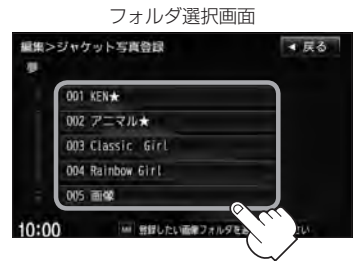 フォルダ選択画面
編集>ジャケット写真登録
◀ 戻る
夢
001 KEN★
002 アニマル★
003 Classic Girl
004 Rainbow Girl
005 画像
10:00
登録したい画像フォルダを
い